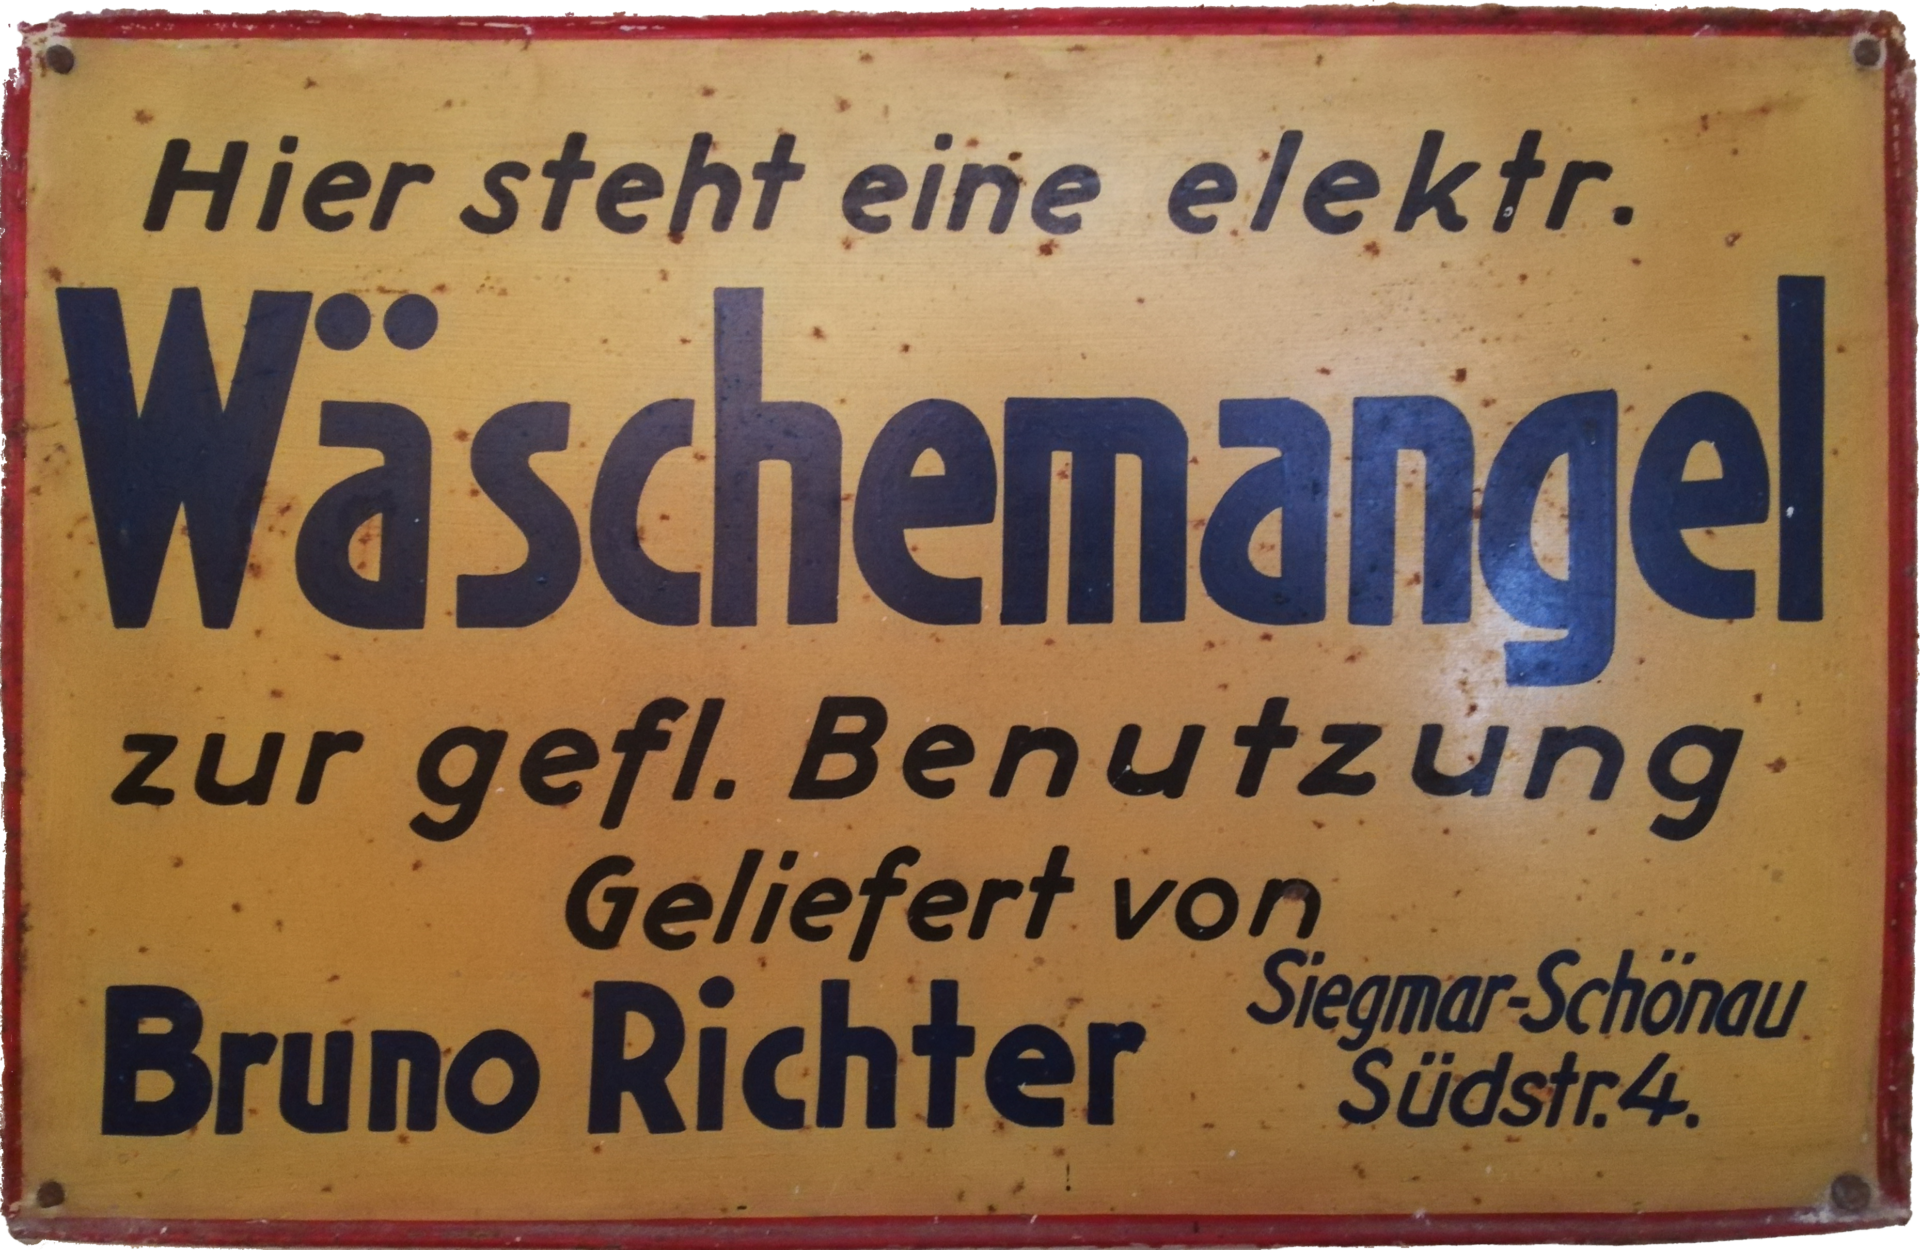 Hier steht eine elektr.
Wäschemangel
zur gefl. Benutzung
Geliefert von
Bruno Richter
Siegmar-Schönau
Südstr. 4.